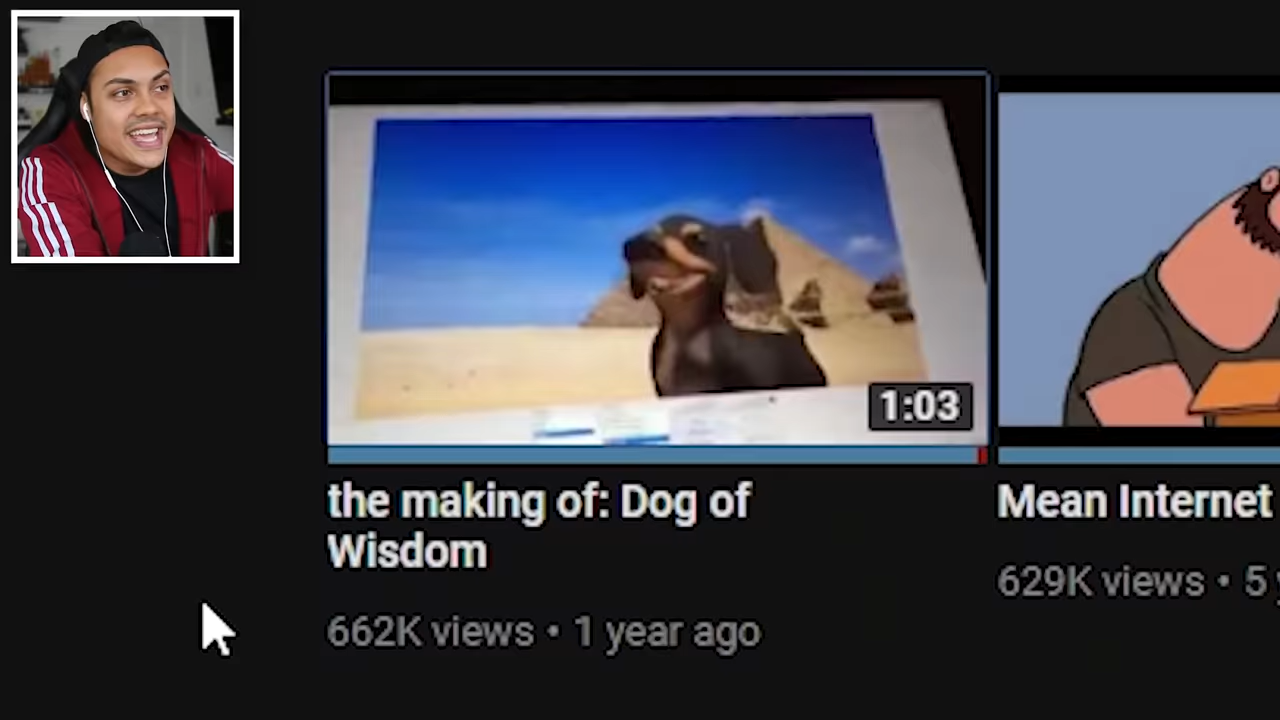 1:03
the making of: Dog of
Wisdom
662K views • 1 year ago
Mean Internet
629K views • 5